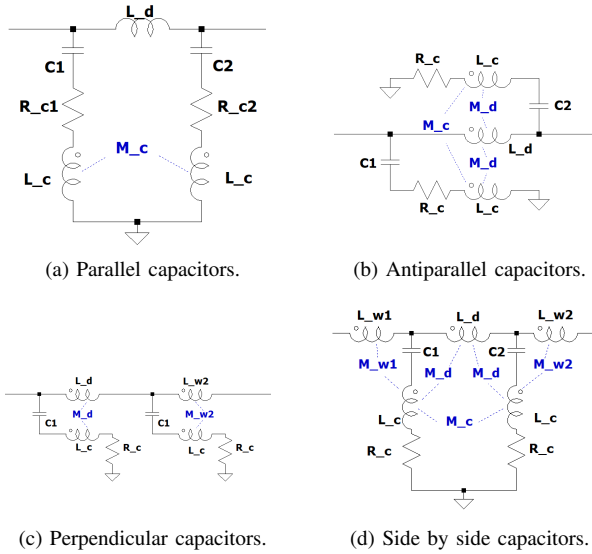 L_d
C1
C2
R_c1
R_c2
M_c
L_c
L_c
(a) Parallel capacitors.
L_c
R_c
M_d
C2
M_c
L_d
M_d
C1
R_c
L_c
(b) Antiparallel capacitors.
L_d
L_w2
M_d
M_w2
C1
C1
L_c
R_c
L_c
R_c
(c) Perpendicular capacitors.
L_w1
L_d
L_w2
C1
C2
M_w1
M_d
M_d
M_w2
L_c
M_c
L_c
R_c
R_c
(d) Side by side capacitors.